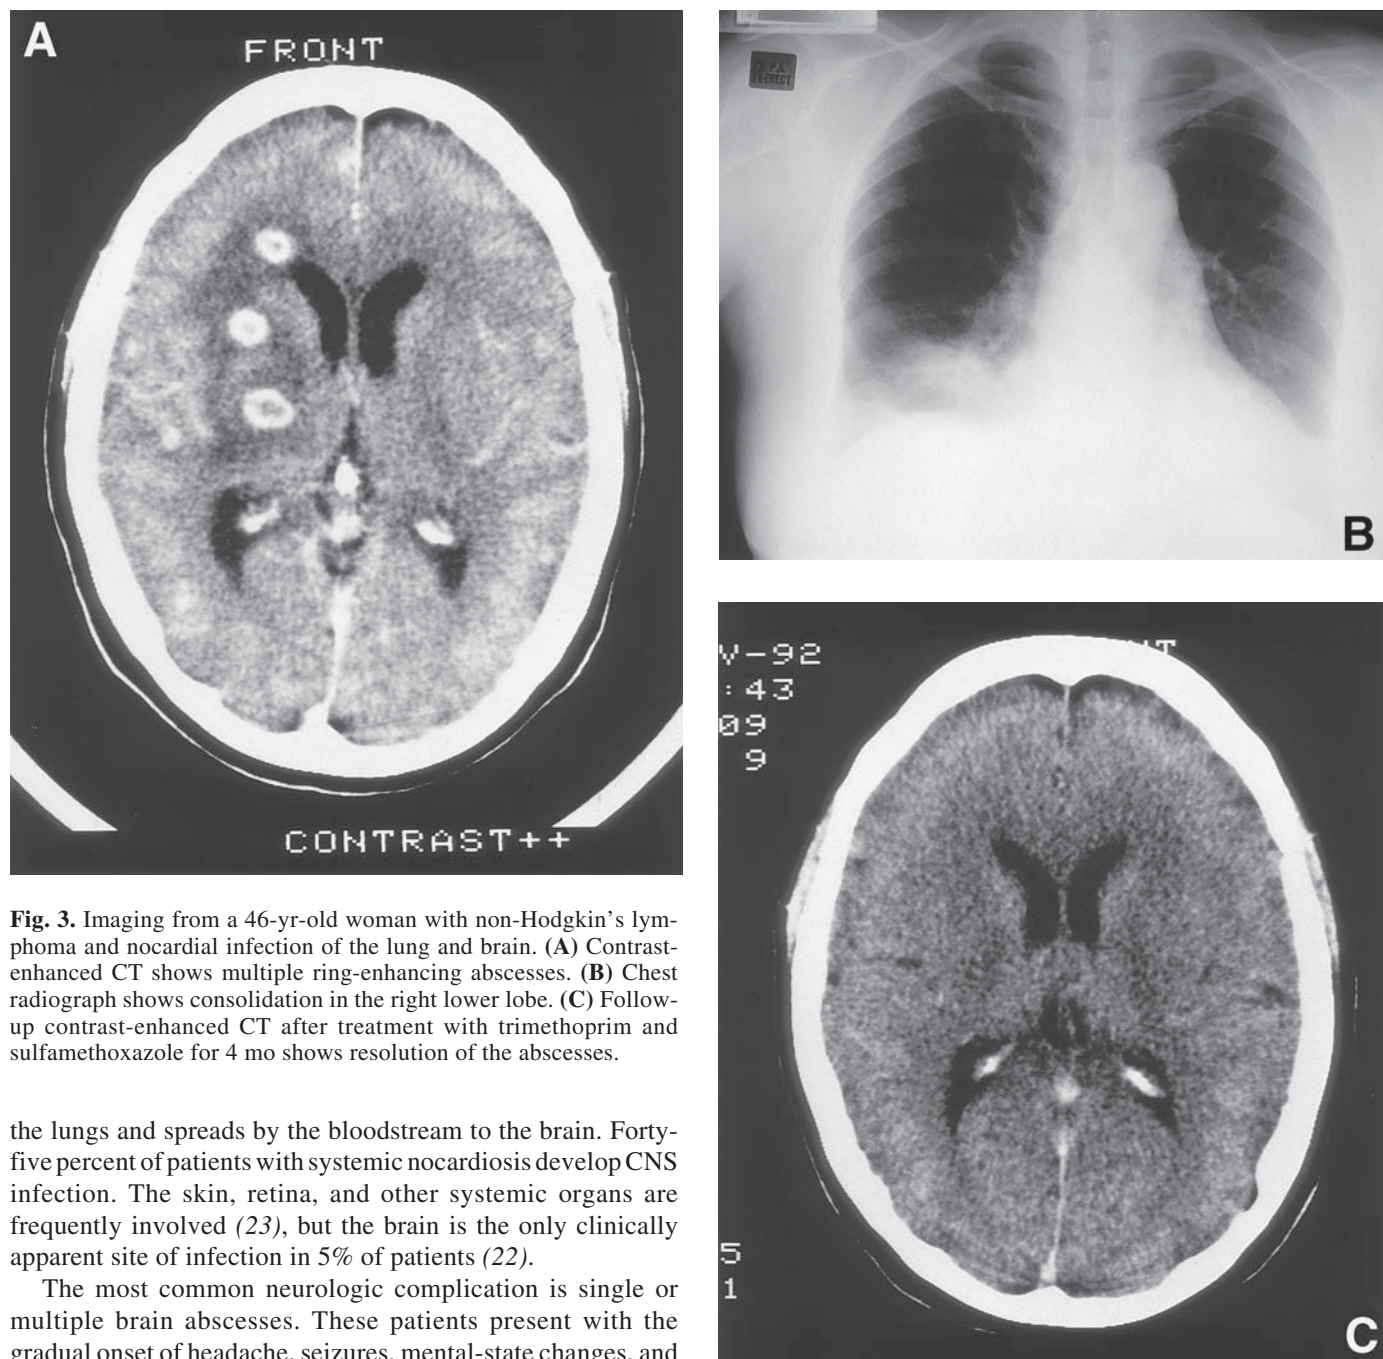 A
FRONT
CONTRAST++
P.A.
ERECT
B
V-92
:43
09
9
5
1
C
Fig. 3. Imaging from a 46-yr-old woman with non-Hodgkin's lym-
phoma and nocardial infection of the lung and brain. (A) Contrast-
enhanced CT shows multiple ring-enhancing abscesses. (B) Chest
radiograph shows consolidation in the right lower lobe. (C) Follow-
up contrast-enhanced CT after treatment with trimethoprim and
sulfamethoxazole for 4 mo shows resolution of the abscesses.
the lungs and spreads by the bloodstream to the brain. Forty-
five percent of patients with systemic nocardiosis develop CNS
infection. The skin, retina, and other systemic organs are
frequently involved (23), but the brain is the only clinically
apparent site of infection in 5% of patients (22).
The most common neurologic complication is single or
multiple brain abscesses. These patients present with the
gradual onset of headache, seizures, mental-state changes, and